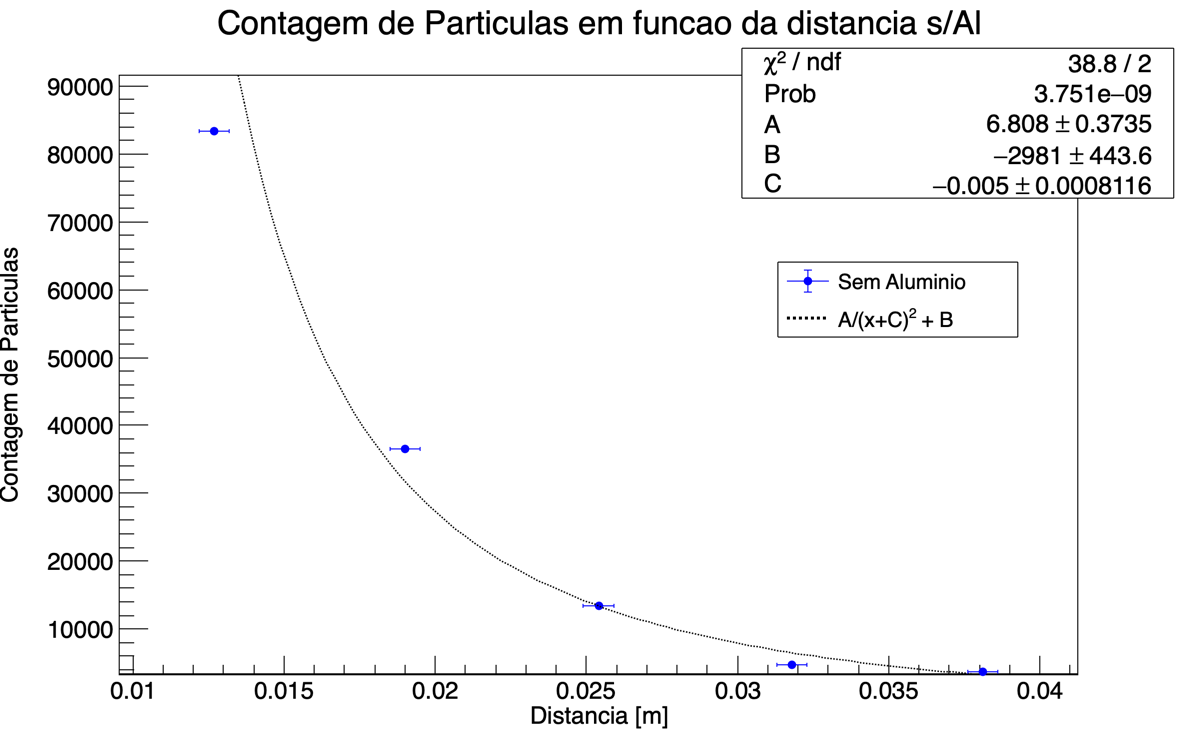 Contagem de Particulas em funcao da distancia s/Al
χ² / ndf 38.8 / 2
Prob 3.751e−09
A 6.808 ± 0.3735
B −2981 ± 443.6
C −0.005 ± 0.0008116
Contagem de Particulas
90000
80000
70000
60000
50000
40000
30000
20000
10000
Sem Aluminio
A/(x+C)² + B
0.01 0.015 0.02 0.025 0.03 0.035 0.04
Distancia [m]